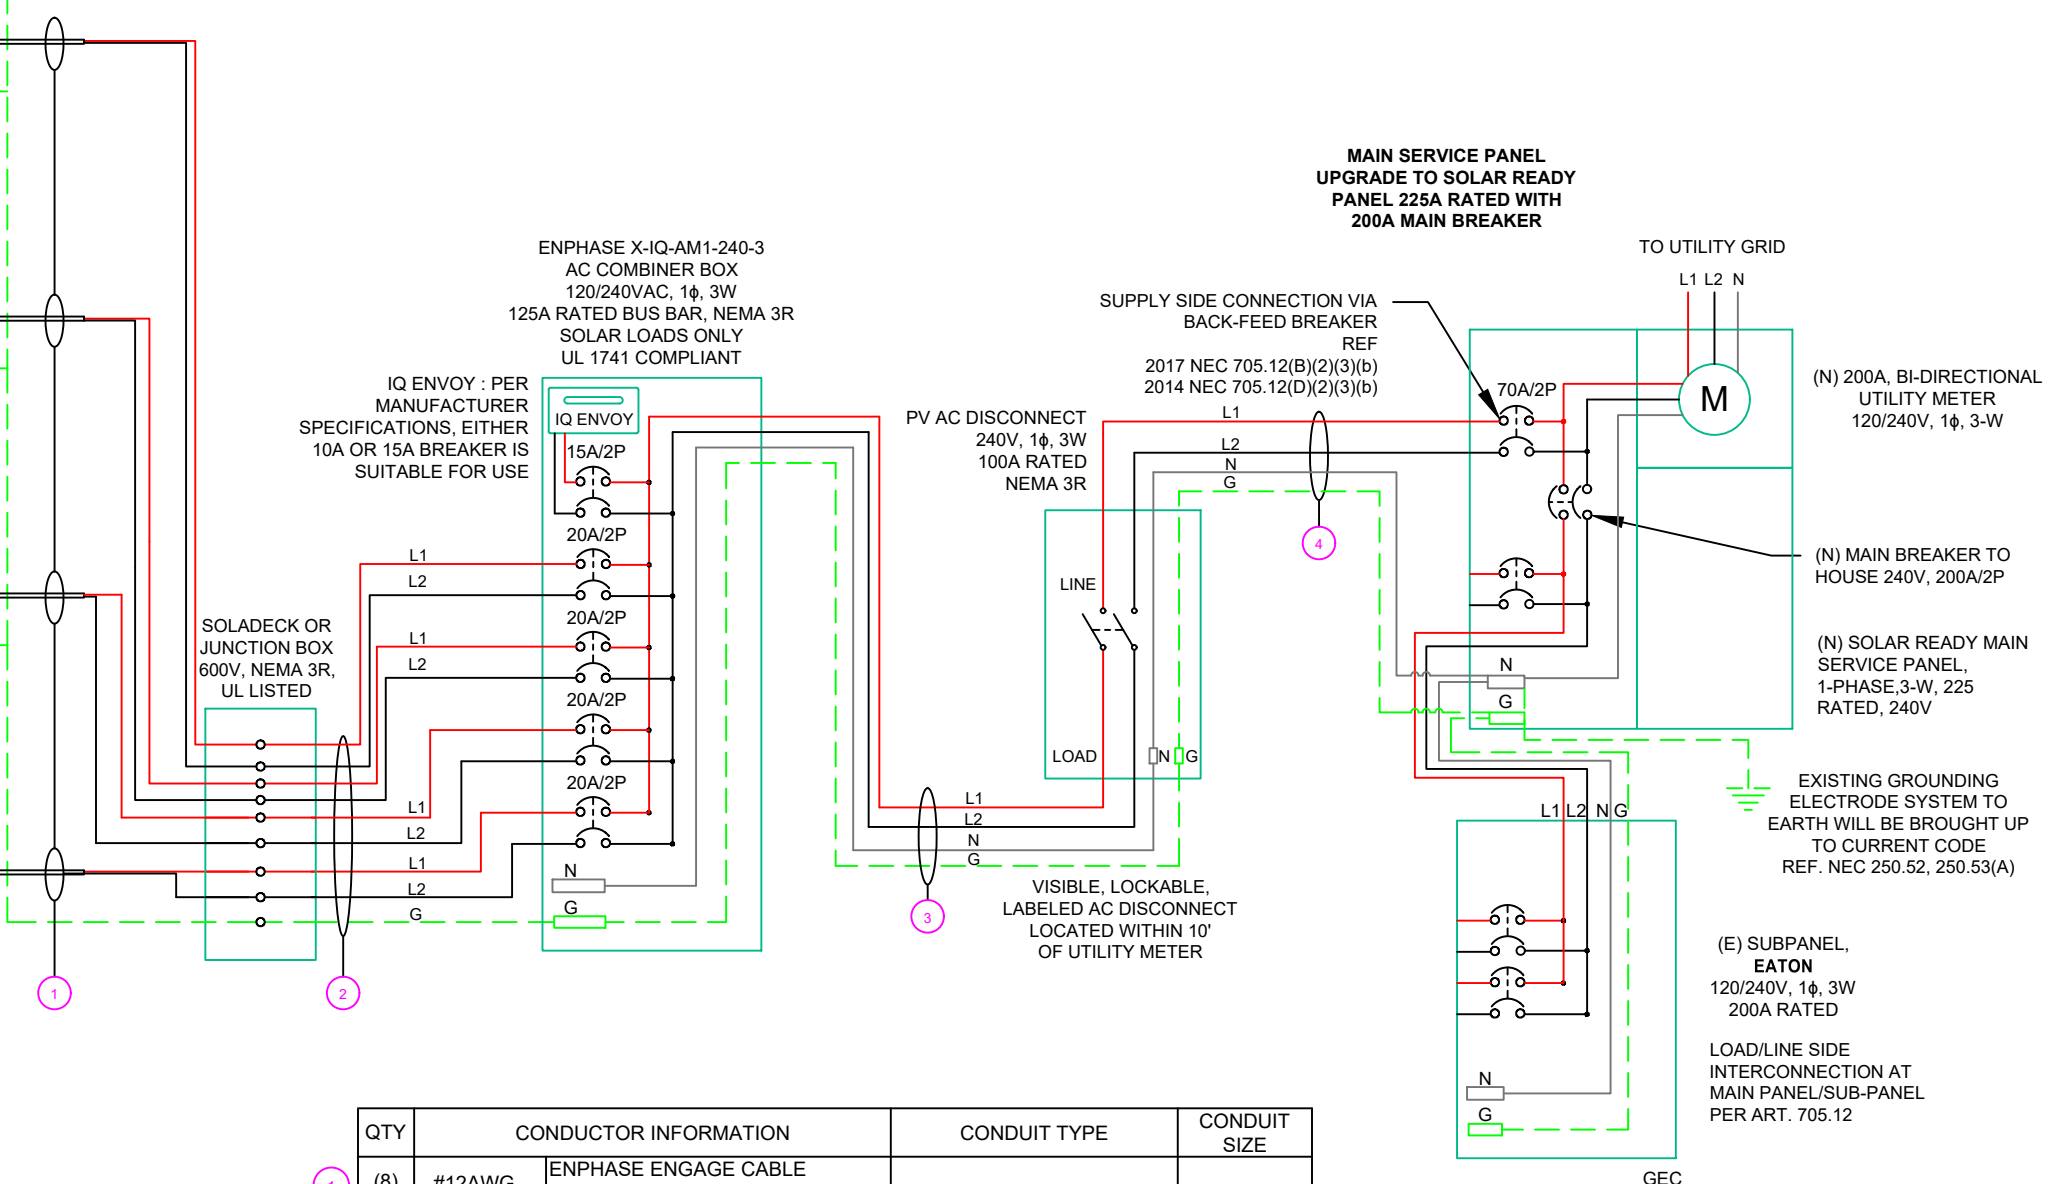 MAIN SERVICE PANEL
UPGRADE TO SOLAR READY
PANEL 225A RATED WITH
200A MAIN BREAKER
TO UTILITY GRID
L1 L2 N
ENPHASE X-IQ-AM1-240-3
AC COMBINER BOX
120/240VAC, 1ϕ, 3W
125A RATED BUS BAR, NEMA 3R
SOLAR LOADS ONLY
UL 1741 COMPLIANT
SUPPLY SIDE CONNECTION VIA
BACK-FEED BREAKER
REF
2017 NEC 705.12(B)(2)(3)(b)
2014 NEC 705.12(D)(2)(3)(b)
IQ ENVOY : PER
MANUFACTURER
SPECIFICATIONS, EITHER
10A OR 15A BREAKER IS
SUITABLE FOR USE
IQ ENVOY
15A/2P
20A/2P
20A/2P
20A/2P
20A/2P
N
G
PV AC DISCONNECT
240V, 1ϕ, 3W
100A RATED
NEMA 3R
L1
L2
N
G
4
70A/2P
M
(N) 200A, BI-DIRECTIONAL
UTILITY METER
120/240V, 1ϕ, 3-W
(N) MAIN BREAKER TO
HOUSE 240V, 200A/2P
(N) SOLAR READY MAIN
SERVICE PANEL,
1-PHASE,3-W, 225
RATED, 240V
N
G
LINE
LOAD
N G
SOLADECK OR
JUNCTION BOX
600V, NEMA 3R,
UL LISTED
L1
L2
L1
L2
L1
L2
L1
L2
G
1
2
L1
L2
N
G
3
VISIBLE, LOCKABLE,
LABELED AC DISCONNECT
LOCATED WITHIN 10'
OF UTILITY METER
EXISTING GROUNDING
ELECTRODE SYSTEM TO
EARTH WILL BE BROUGHT UP
TO CURRENT CODE
REF. NEC 250.52, 250.53(A)
L1 L2 N G
(E) SUBPANEL,
EATON
120/240V, 1ϕ, 3W
200A RATED
LOAD/LINE SIDE
INTERCONNECTION AT
MAIN PANEL/SUB-PANEL
PER ART. 705.12
N
G
GEC
QTY CONDUCTOR INFORMATION CONDUIT TYPE CONDUIT
SIZE
(8) #12AWG ENPHASE ENGAGE CABLE